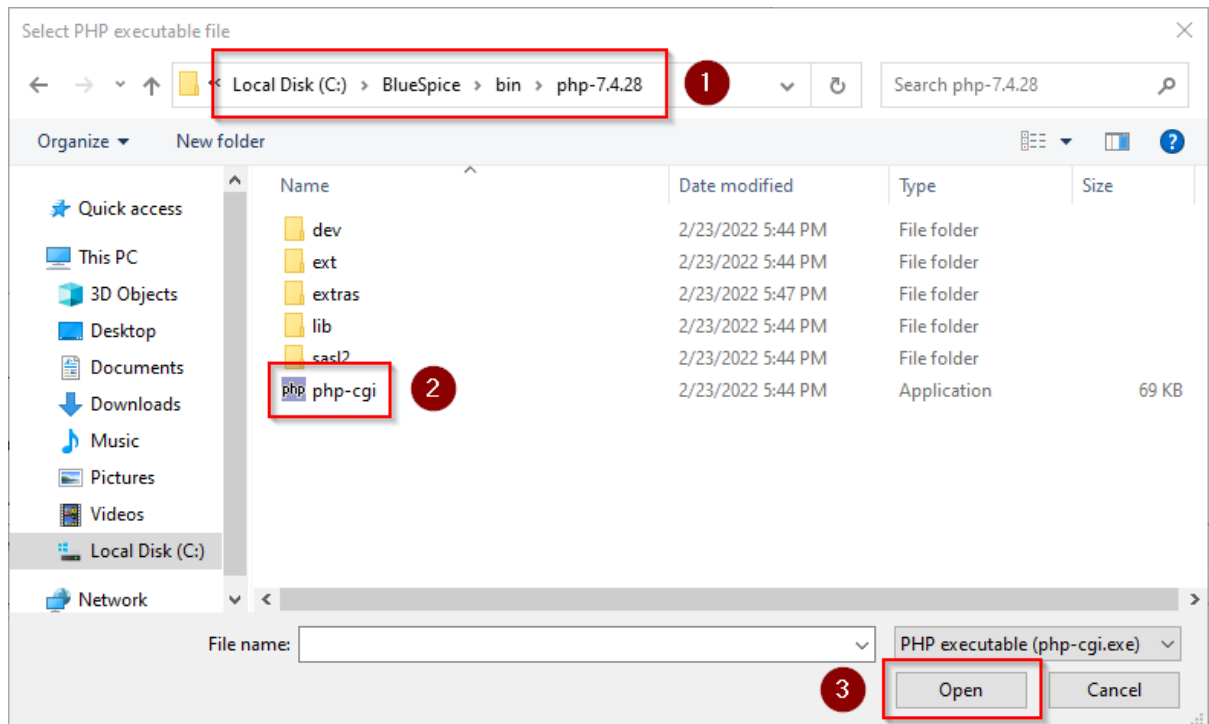 Select PHP executable file
« Local Disk (C:) > BlueSpice > bin > php-7.4.28 1 Search php-7.4.28
Organize New folder ?
Name Date modified Type Size
Quick access
This PC
3D Objects
Desktop
Documents
Downloads
Music
Pictures
Videos
Local Disk (C:)
Network
dev 2/23/2022 5:44 PM File folder
ext 2/23/2022 5:44 PM File folder
extras 2/23/2022 5:47 PM File folder
lib 2/23/2022 5:44 PM File folder
sasl2 2/23/2022 5:44 PM File folder
php php-cgi 2 2/23/2022 5:44 PM Application 69 KB
File name: PHP executable (php-cgi.exe)
3 Open Cancel